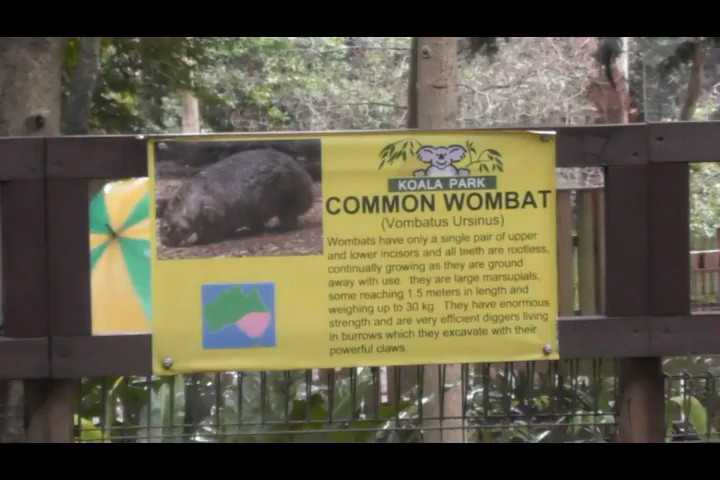 KOALA PARK
COMMON WOMBAT
(Vombatus Ursinus)
Wombats have only a single pair of upper
and lower incisors and all teeth are rootless,
continually growing as they are ground
away with use. they are large marsupials,
some reaching 1.5 meters in length and
weighing up to 30 kg. They have enormous
strength and are very efficient diggers living
in burrows which they excavate with their
powerful claws.